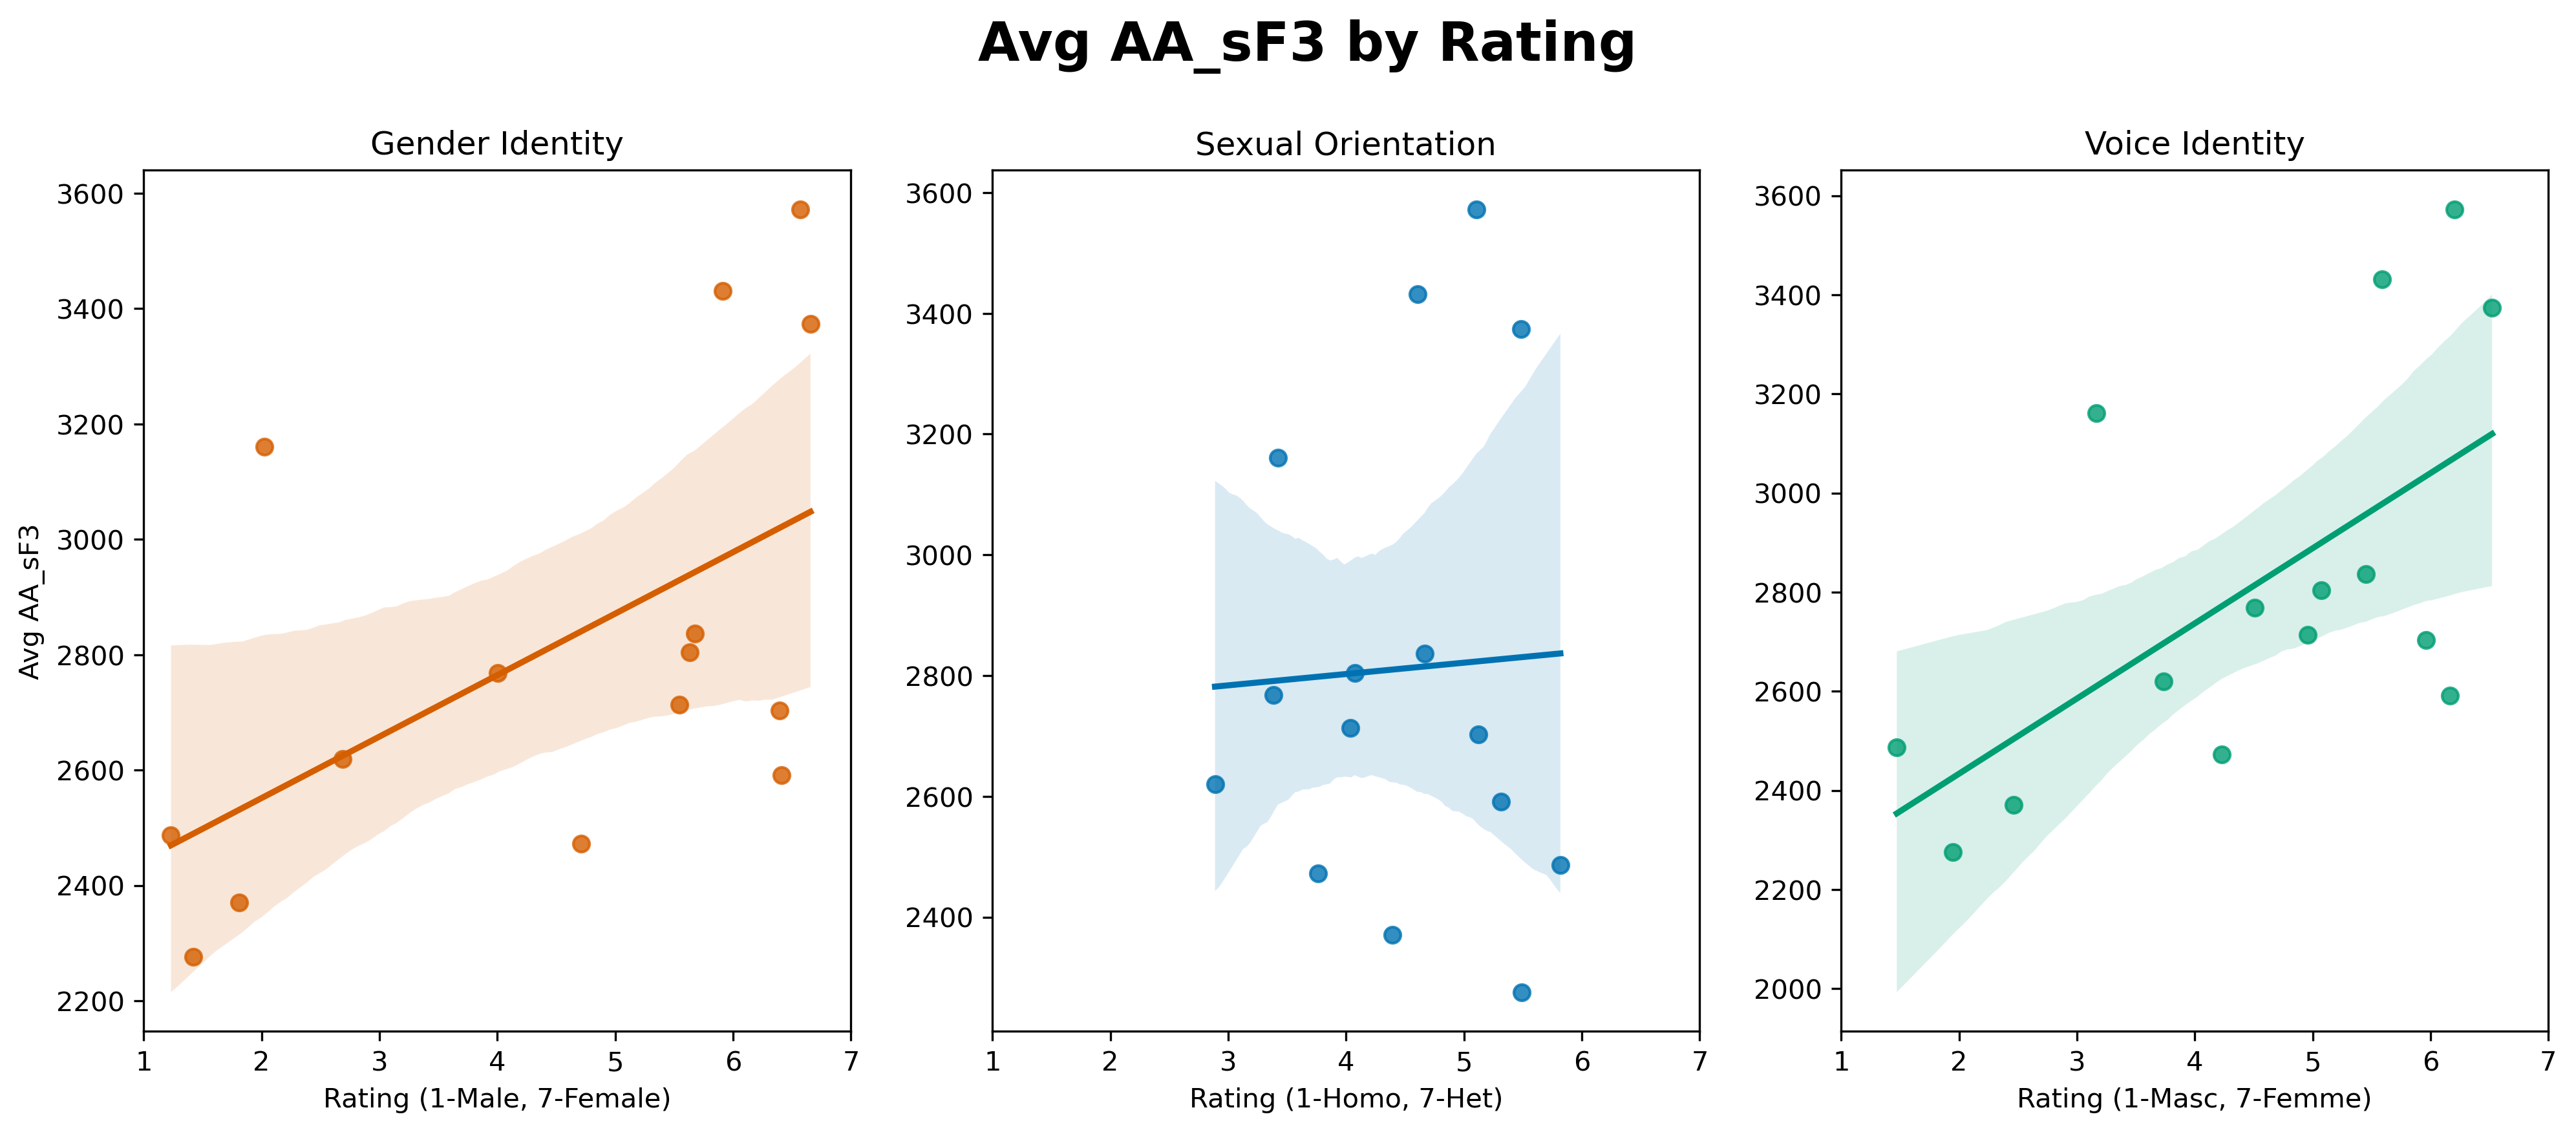 Avg AA_sF3 by Rating
Gender Identity
Sexual Orientation
Voice Identity
Avg AA_sF3
3600
3400
3200
3000
2800
2600
2400
2200
1 2 3 4 5 6 7
Rating (1-Male, 7-Female)
3600
3400
3200
3000
2800
2600
2400
1 2 3 4 5 6 7
Rating (1-Homo, 7-Het)
3600
3400
3200
3000
2800
2600
2400
2200
2000
1 2 3 4 5 6 7
Rating (1-Masc, 7-Femme)